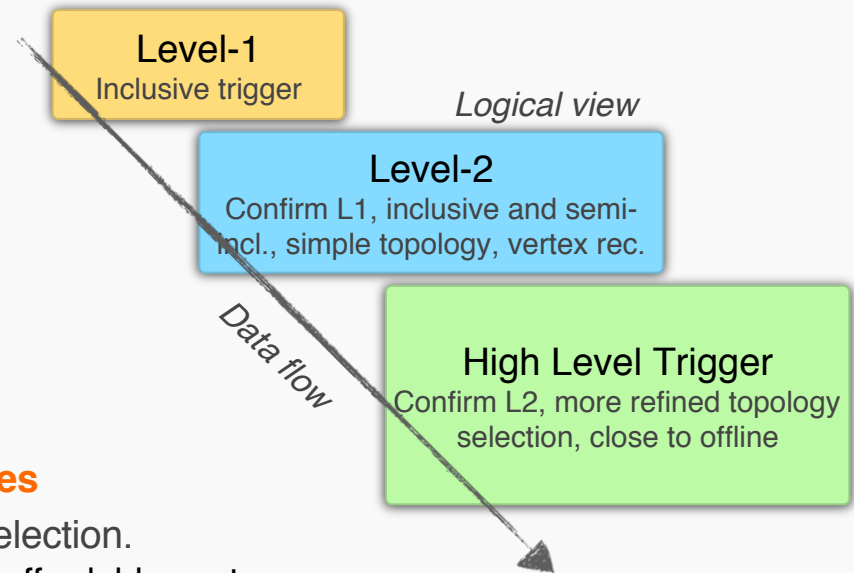 Level-1
Inclusive trigger
Logical view
Level-2
Confirm L1, inclusive and semi-
incl., simple topology, vertex rec.
Data flow
High Level Trigger
Confirm L2, more refined topology
selection, close to offline
es
election.